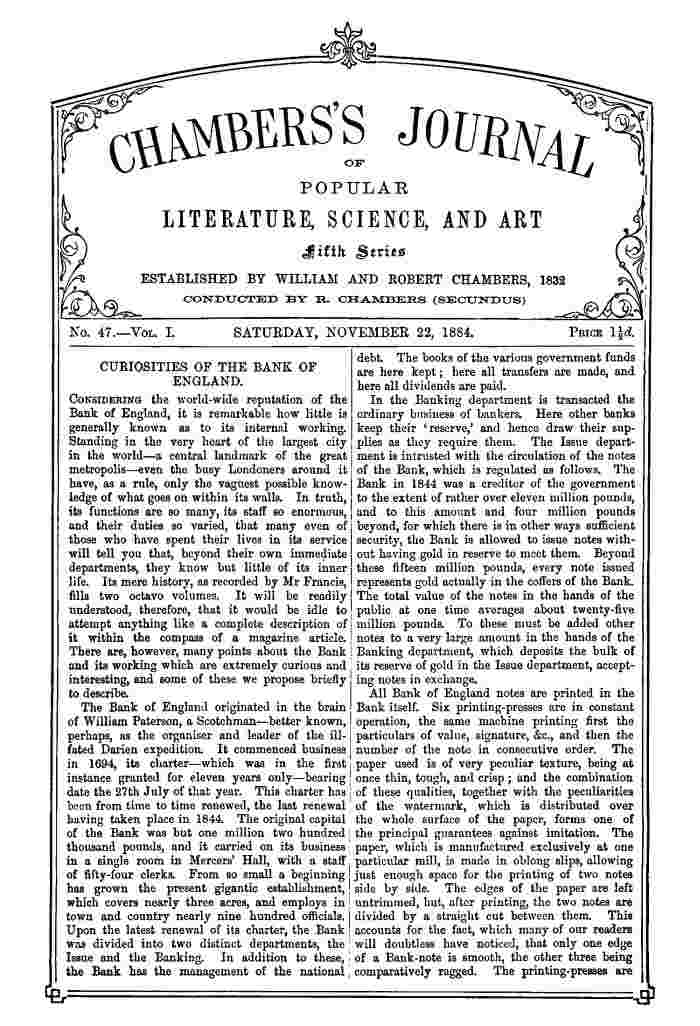 CHAMBERS'S JOURNAL
OF
POPULAR
LITERATURE, SCIENCE, AND ART
Fifth Series
ESTABLISHED BY WILLIAM AND ROBERT CHAMBERS, 1832
CONDUCTED BY R. CHAMBERS (SECUNDUS)
No. 47.—Vol. I.
SATURDAY, NOVEMBER 22, 1884.
Price 1½d.
CURIOSITIES OF THE BANK OF
ENGLAND.
Considering the world-wide reputation of the
Bank of England, it is remarkable how little is
generally known as to its internal working.
Standing in the very heart of the largest city
in the world—a central landmark of the great
metropolis—even the busy Londoners around it
have, as a rule, only the vaguest possible know-
ledge of what goes on within its walls. In truth,
its functions are so many, its staff so enormous,
and their duties so varied, that many even of
those who have spent their lives in its service
will tell you that, beyond their own immediate
departments, they know but little of its inner
life. Its mere history, as recorded by Mr Francis,
fills two octavo volumes. It will be readily
understood, therefore, that it would be idle to
attempt anything like a complete description of
it within the compass of a magazine article.
There are, however, many points about the Bank
and its working which are extremely curious and
interesting, and some of these we propose briefly
to describe.
The Bank of England originated in the brain
of William Paterson, a Scotchman—better known,
perhaps, as the organiser and leader of the ill-
fated Darien expedition. It commenced business
in 1694, its charter—which was in the first
instance granted for eleven years only—bearing
date the 27th July of that year. This charter has
been from time to time renewed, the last renewal
having taken place in 1844. The original capital
of the Bank was but one million two hundred
thousand pounds, and it carried on its business
in a single room in Mercers' Hall, with a staff
of fifty-four clerks. From so small a beginning
has grown the present gigantic establishment,
which covers nearly three acres, and employs in
town and country nearly nine hundred officials.
Upon the latest renewal of its charter, the Bank
was divided into two distinct departments, the
Issue and the Banking. In addition to these,
the Bank has the management of the national
debt. The books of the various government funds
are here kept; here all transfers are made, and
here all dividends are paid.
In the Banking department is transacted the
ordinary business of bankers. Here other banks
keep their 'reserve,' and hence draw their sup-
plies as they require them. The Issue depart-
ment is intrusted with the circulation of the notes
of the Bank, which is regulated as follows. The
Bank in 1844 was a creditor of the government
to the extent of rather over eleven million pounds,
and to this amount and four million pounds
beyond, for which there is in other ways sufficient
security, the Bank is allowed to issue notes with-
out having gold in reserve to meet them. Beyond
these fifteen million pounds, every note issued
represents gold actually in the coffers of the Bank.
The total value of the notes in the hands of the
public at one time averages about twenty-five
million pounds. To these must be added other
notes to a very large amount in the hands of the
Banking department, which deposits the bulk of
its reserve of gold in the Issue department, accept-
ing notes in exchange.
All Bank of England notes are printed in the
Bank itself. Six printing-presses are in constant
operation, the same machine printing first the
particulars of value, signature, &c., and then the
number of the note in consecutive order. The
paper used is of very peculiar texture, being at
once thin, tough, and crisp; and the combination
of these qualities, together with the peculiarities
of the watermark, which is distributed over
the whole surface of the paper, forms one of
the principal guarantees against imitation. The
paper, which is manufactured exclusively at one
particular mill, is made in oblong slips, allowing
just enough space for the printing of two notes
side by side. The edges of the paper are left
untrimmed, but, after printing, the two notes are
divided by a straight cut between them. This
accounts for the fact, which many of our readers
will doubtless have noticed, that only one edge
of a Bank-note is smooth, the other three being
comparatively ragged. The printing-presses are